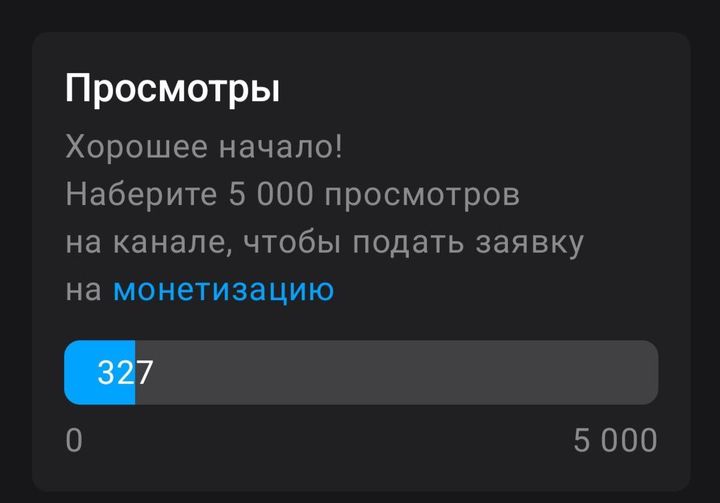 Просмотры
Хорошее начало!
Наберите 5 000 просмотров
на канале, чтобы подать заявку
на монетизацию
327
0 5 000